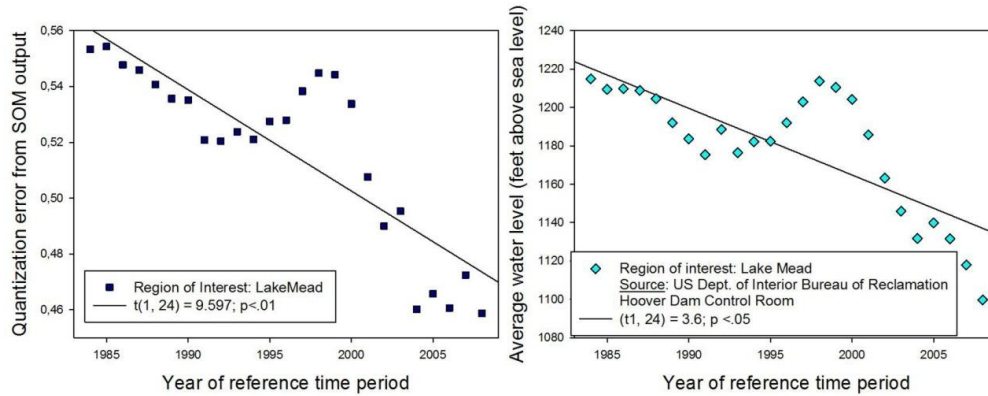 Quantization error from SOM output
0,56
0,54
0,52
0,50
0,48
0,46
1985
1990
1995
2000
2005
Region of Interest: LakeMead
t(1, 24) = 9.597; p<.01
Year of reference time period
Average water level (feet above sea level)
1240
1220
1200
1180
1160
1140
1120
1100
1080
1985
1990
1995
2000
2005
Region of interest: Lake Mead
Source: US Dept. of Interior Bureau of Reclamation
Hoover Dam Control Room
(t1, 24) = 3.6; p <.05
Year of reference time period